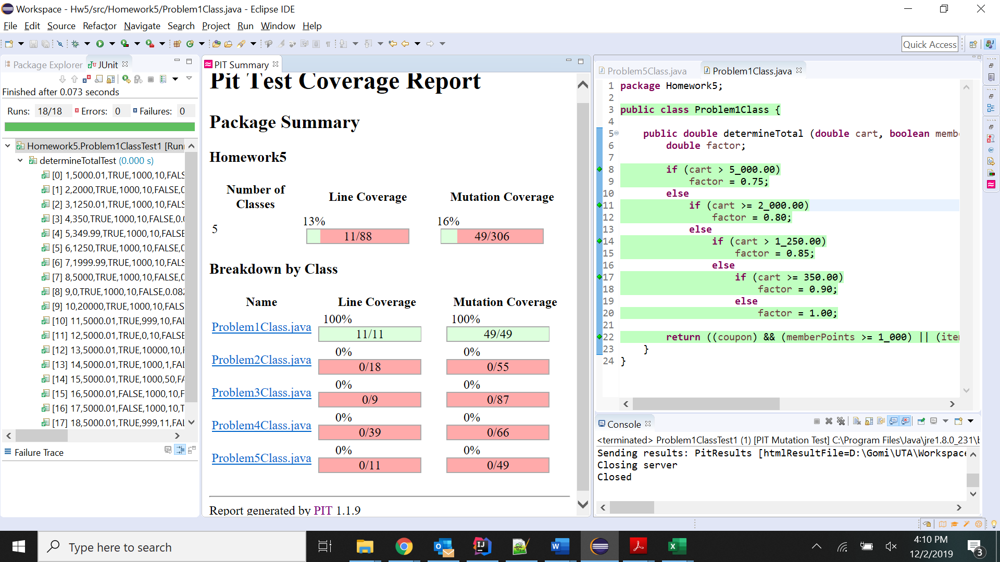 Workspace - Hw5/src/Homework5/Problem1Class.java - Eclipse IDE
File Edit Source Refactor Navigate Search Project Run Window Help
Quick Access
Package Explorer JUnit
Finished after 0.073 seconds
Runs: 18/18 Errors: 0 Failures: 0
Homework5.Problem1ClassTest1 [Run
determineTotalTest (0.000 s)
[0] 1,5000.01,TRUE,1000,10,FALS
[1] 2,2000,TRUE,1000,10,FALSE,0
[2] 3,1250.01,TRUE,1000,10,FALS
[3] 4,350,TRUE,1000,10,FALSE,0.0
[4] 5,349.99,TRUE,1000,10,FALSE
[5] 6,1250,TRUE,1000,10,FALSE,0
[6] 7,1999.99,TRUE,1000,10,FALS
[7] 8,5000,TRUE,1000,10,FALSE,0
[8] 9,0,TRUE,1000,10,FALSE,0.082
[9] 10,20000,TRUE,1000,10,FALS
[10] 11,5000.01,TRUE,999,10,FAL
[11] 12,5000.01,TRUE,0,10,FALSE
[12] 13,5000.01,TRUE,10000,10,F
[13] 14,5000.01,TRUE,1000,1,FAL
[14] 15,5000.01,TRUE,1000,50,FA
[15] 16,5000.01,FALSE,1000,10,F
[16] 17,5000.01,FALSE,1000,10,T
[17] 18,5000.01,TRUE,999,11,FAL
Failure Trace
PIT Summary
Pit Test Coverage Report
Package Summary
Homework5
Number of Classes Line Coverage Mutation Coverage
5 13% 11/88 16% 49/306
Breakdown by Class
Name Line Coverage Mutation Coverage
Problem1Class.java 100% 11/11 100% 49/49
Problem2Class.java 0% 0/18 0% 0/55
Problem3Class.java 0% 0/9 0% 0/87
Problem4Class.java 0% 0/39 0% 0/66
Problem5Class.java 0% 0/11 0% 0/49
Report generated by PIT 1.1.9
Problem5Class.java Problem1Class.java
1 package Homework5;
2
3 public class Problem1Class {
4
5 public double determineTotal (double cart, boolean memb
6 double factor;
7
8 if (cart > 5_000.00)
9 factor = 0.75;
10 else
11 if (cart >= 2_000.00)
12 factor = 0.80;
13 else
14 if (cart > 1_250.00)
15 factor = 0.85;
16 else
17 if (cart >= 350.00)
18 factor = 0.90;
19 else
20 factor = 1.00;
21
22 return ((coupon) && (memberPoints >= 1_000) || (ite
23 }
24 }
Console
<terminated> Problem1ClassTest1 (1) [PIT Mutation Test] C:\Program Files\Java\jre1.8.0_231\b
Sending results: PitResults [htmlResultFile=D:\Gomi\UTA\Workspace
Closing server
Closed
Type here to search
4:10 PM
12/2/2019
3